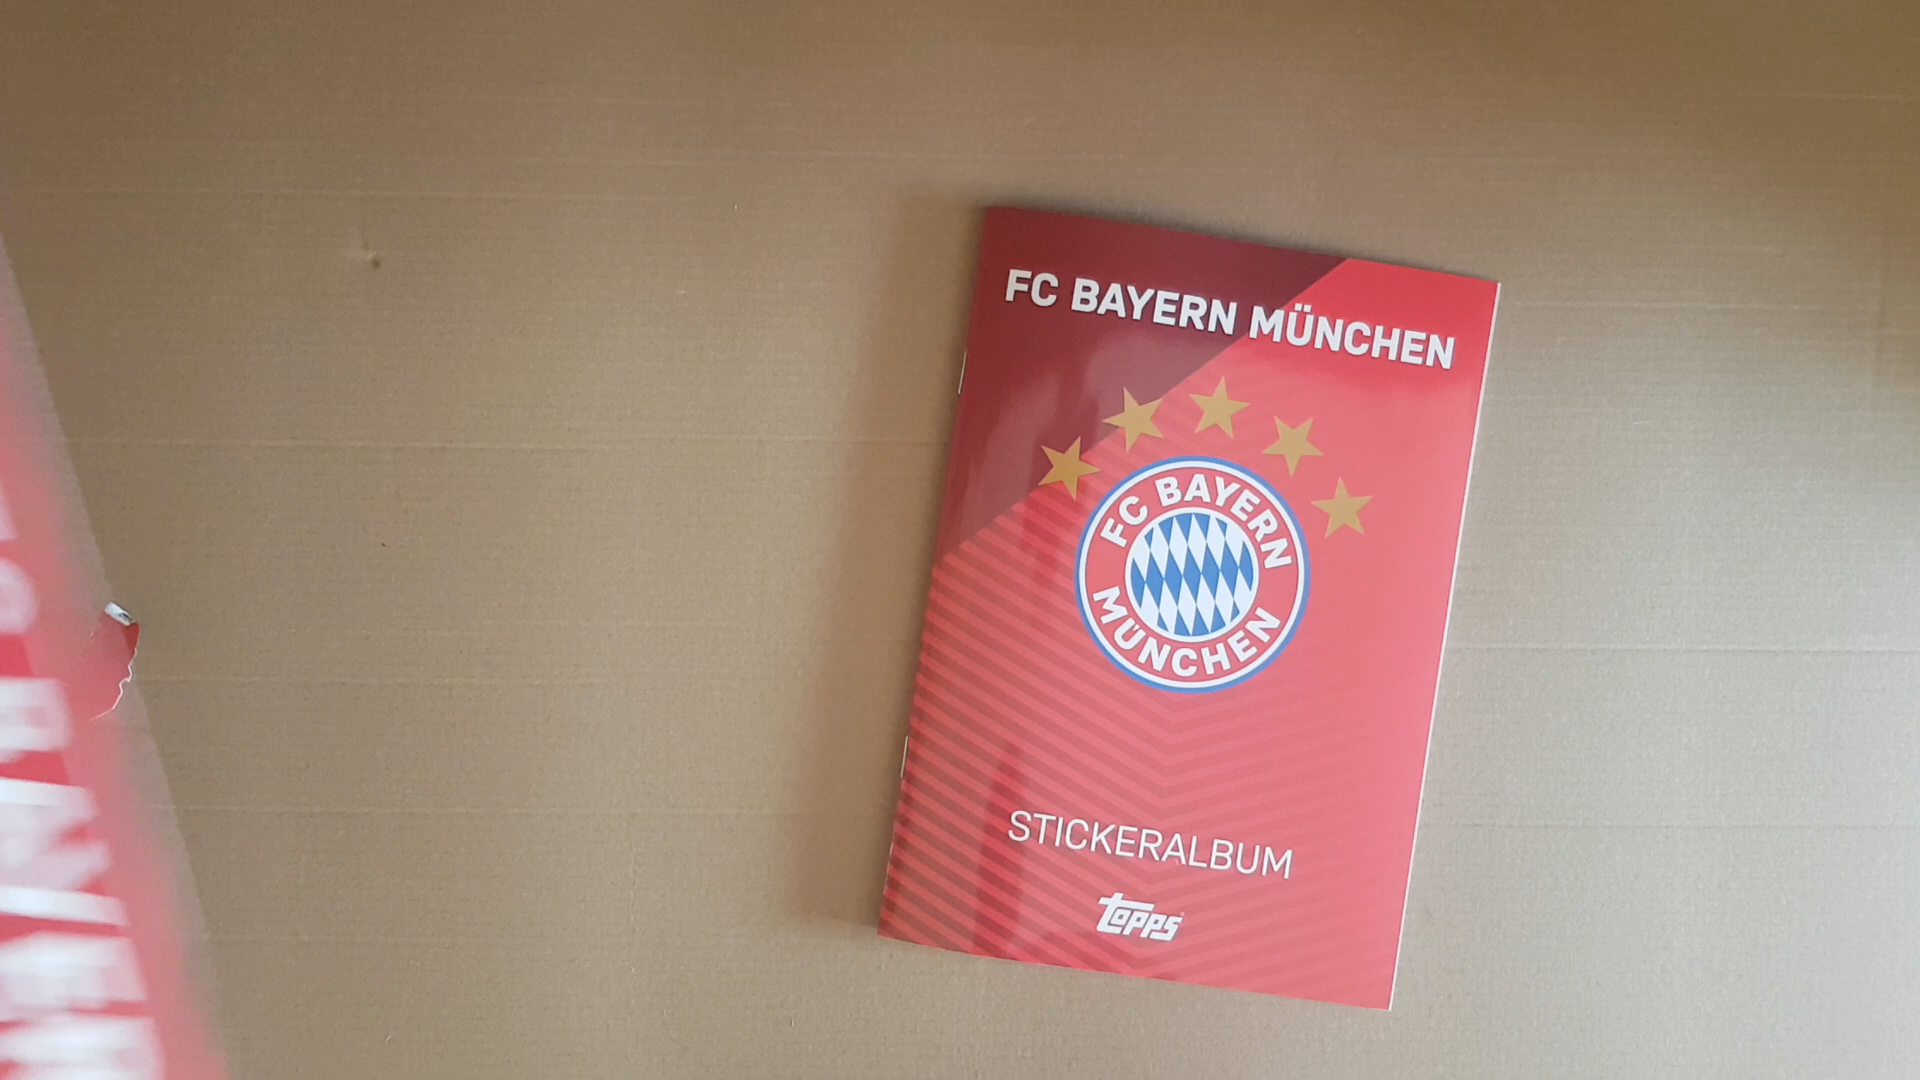 FC BAYERN MÜNCHEN
FC BAYERN
MÜNCHEN
STICKERALBUM
topps